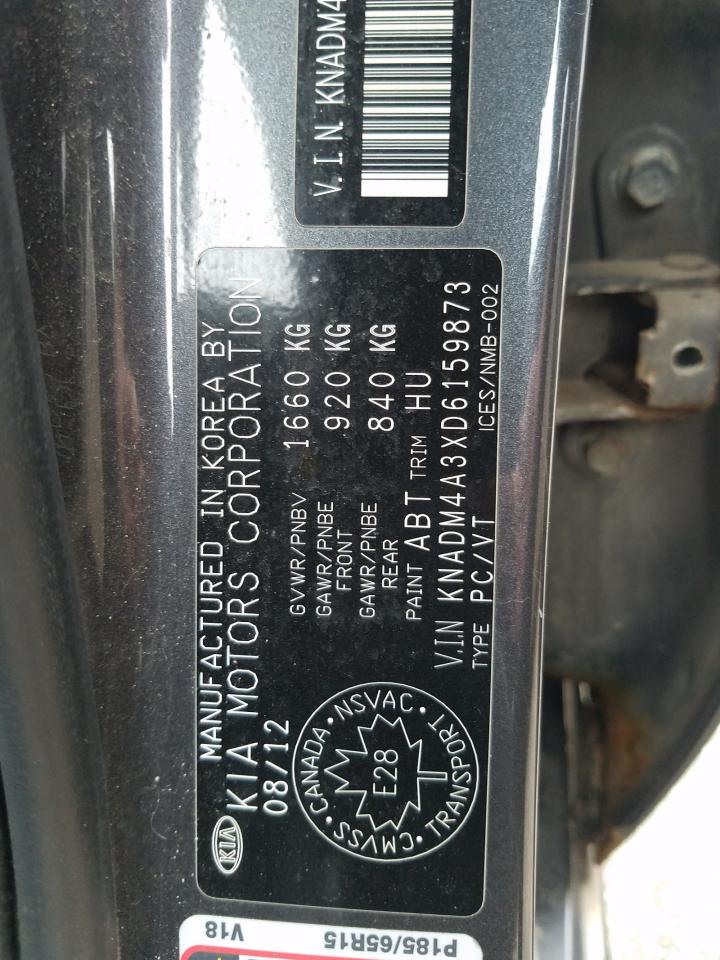 V.I.N. KNADM4
MANUFACTURED IN KOREA BY
KIA MOTORS CORPORATION
08/12
GVWR/PNBV 1660 KG
GAWR/PNBE FRONT 920 KG
GAWR/PNBE REAR 840 KG
PAINT ABT TRIM HU
V.I.N KNADM4A3XD6159873
TYPE PC/VT ICES/NMB-002
KIA
CANADA • NSVAC • TRANSPORT • CMVSS •
E28
V18 P185/65R15